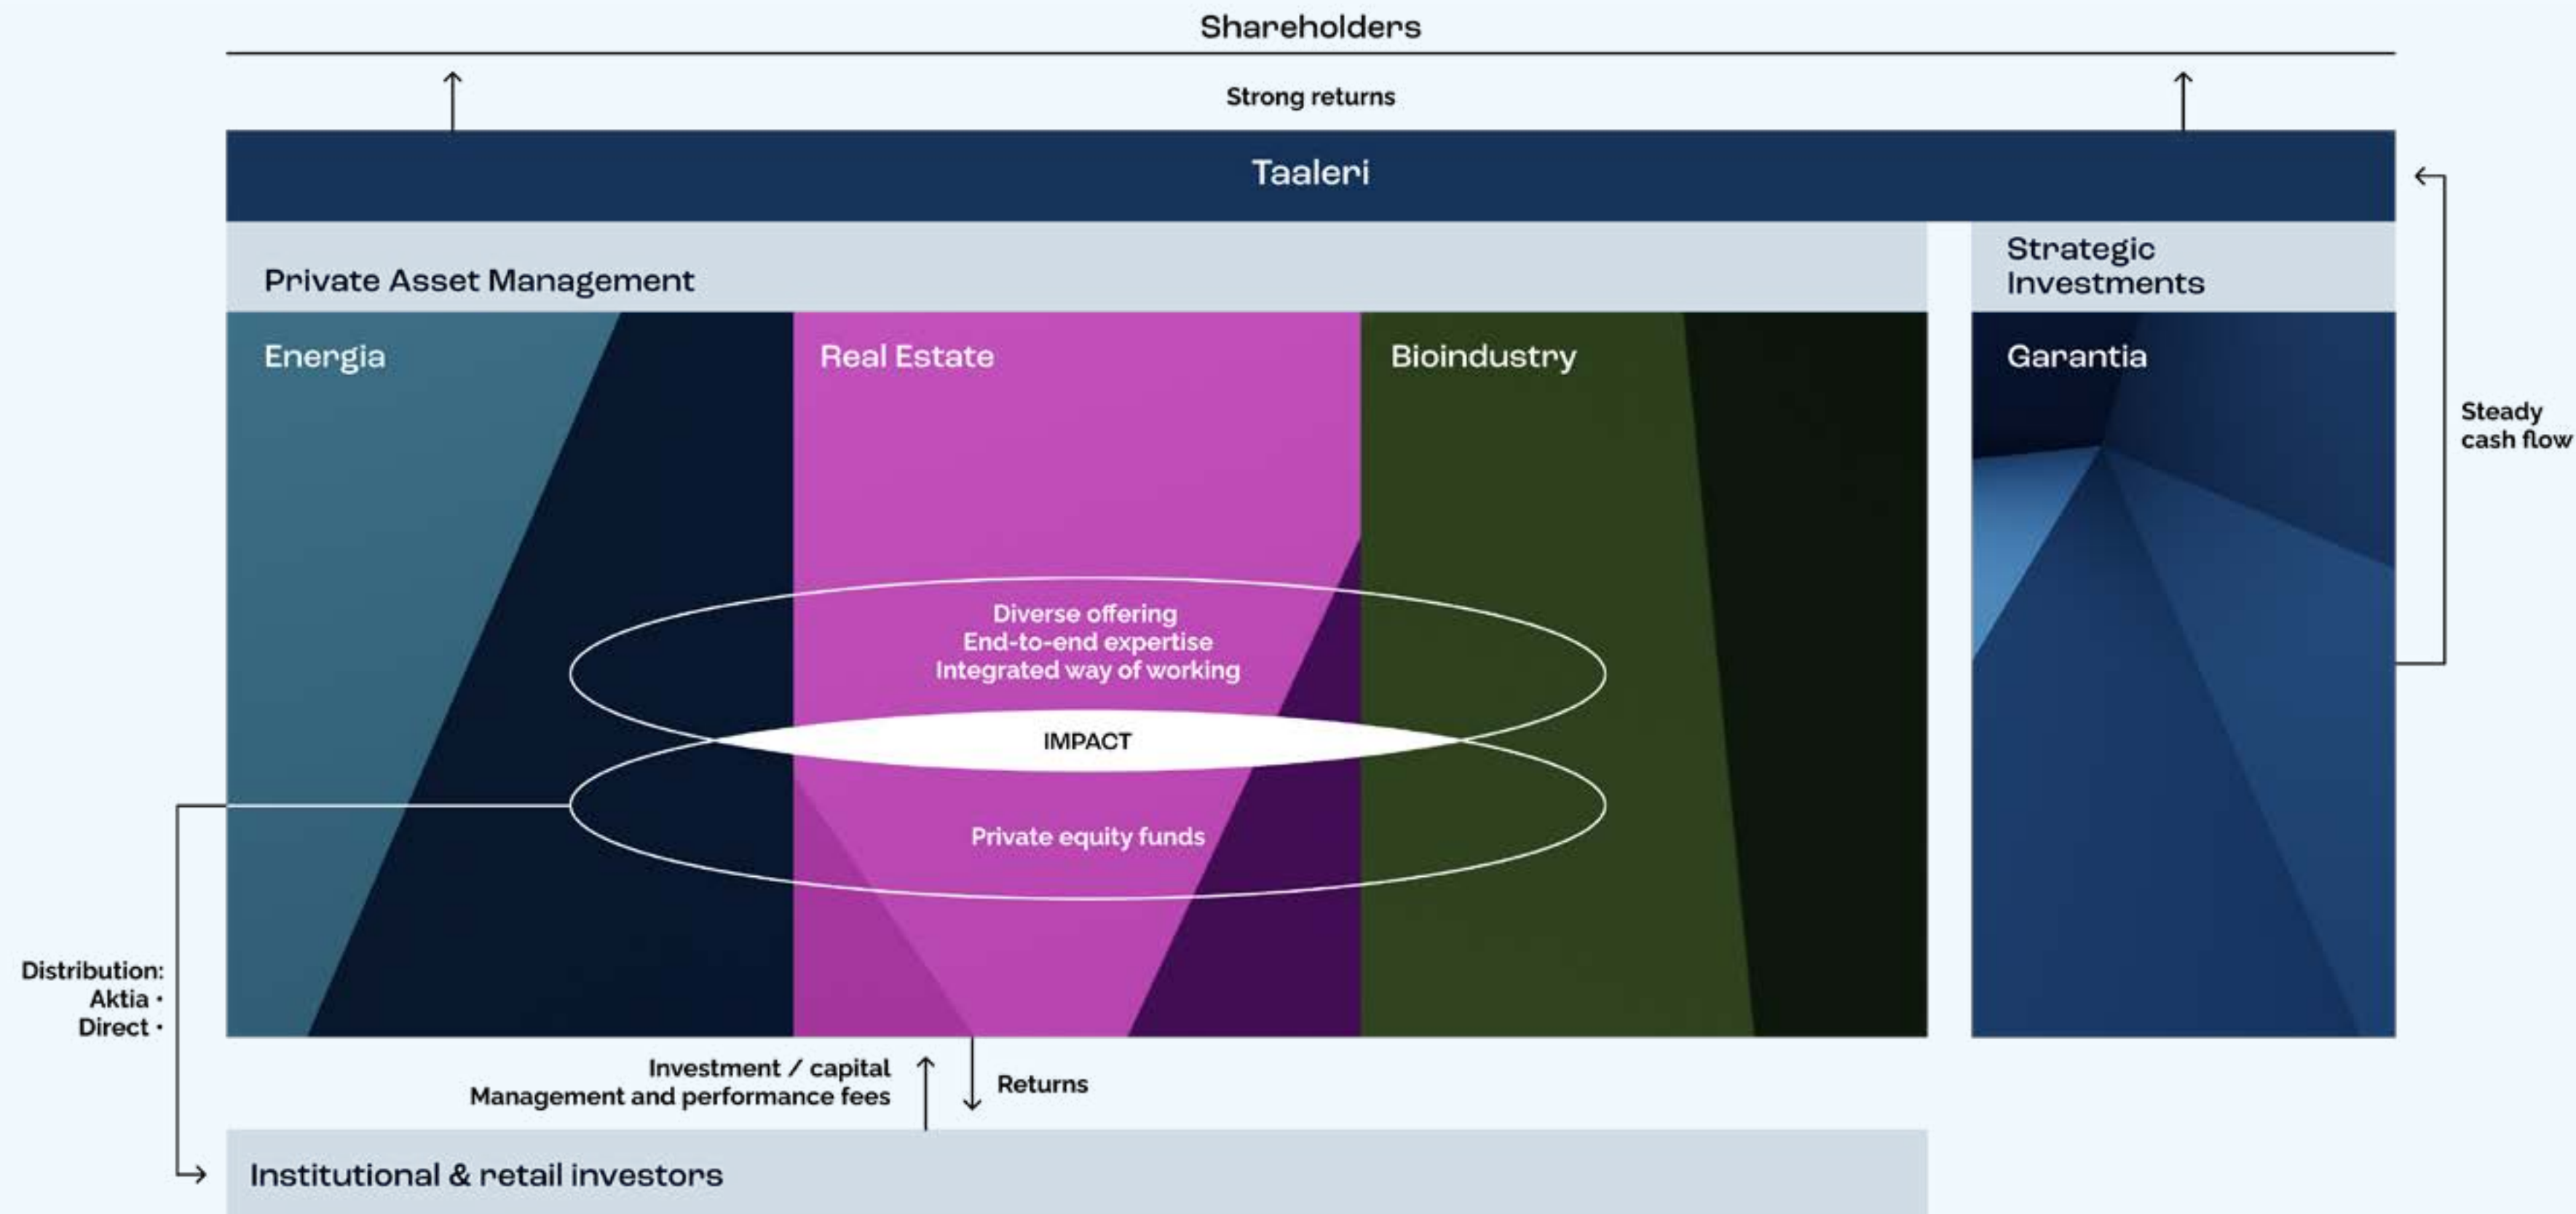 Shareholders
Strong returns
Taaleri
Private Asset Management
Strategic
Investments
Energia
Real Estate
Bioindustry
Garantia
Steady
cash flow
Diverse offering
End-to-end expertise
Integrated way of working
IMPACT
Private equity funds
Distribution:
Aktia •
Direct •
Investment / capital
Management and performance fees
Returns
Institutional & retail investors